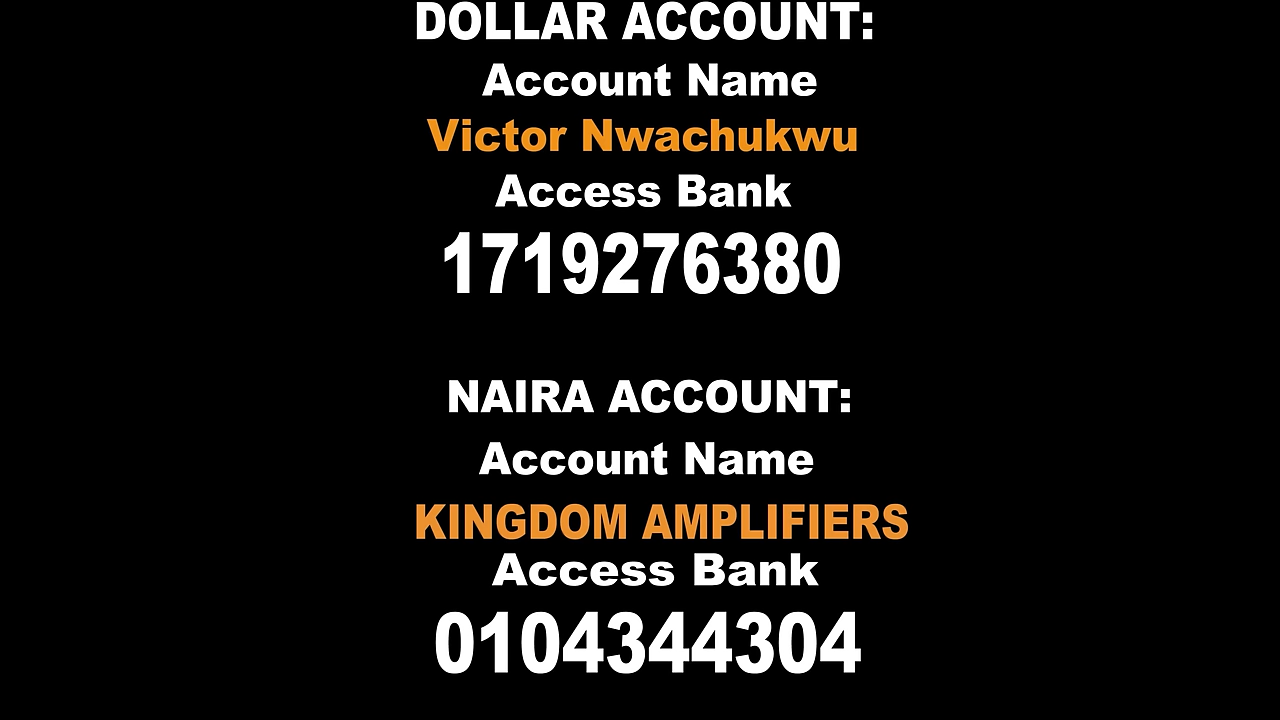 DOLLAR ACCOUNT:
Account Name
Victor Nwachukwu
Access Bank
1719276380
NAIRA ACCOUNT:
Account Name
KINGDOM AMPLIFIERS
Access Bank
0104344304